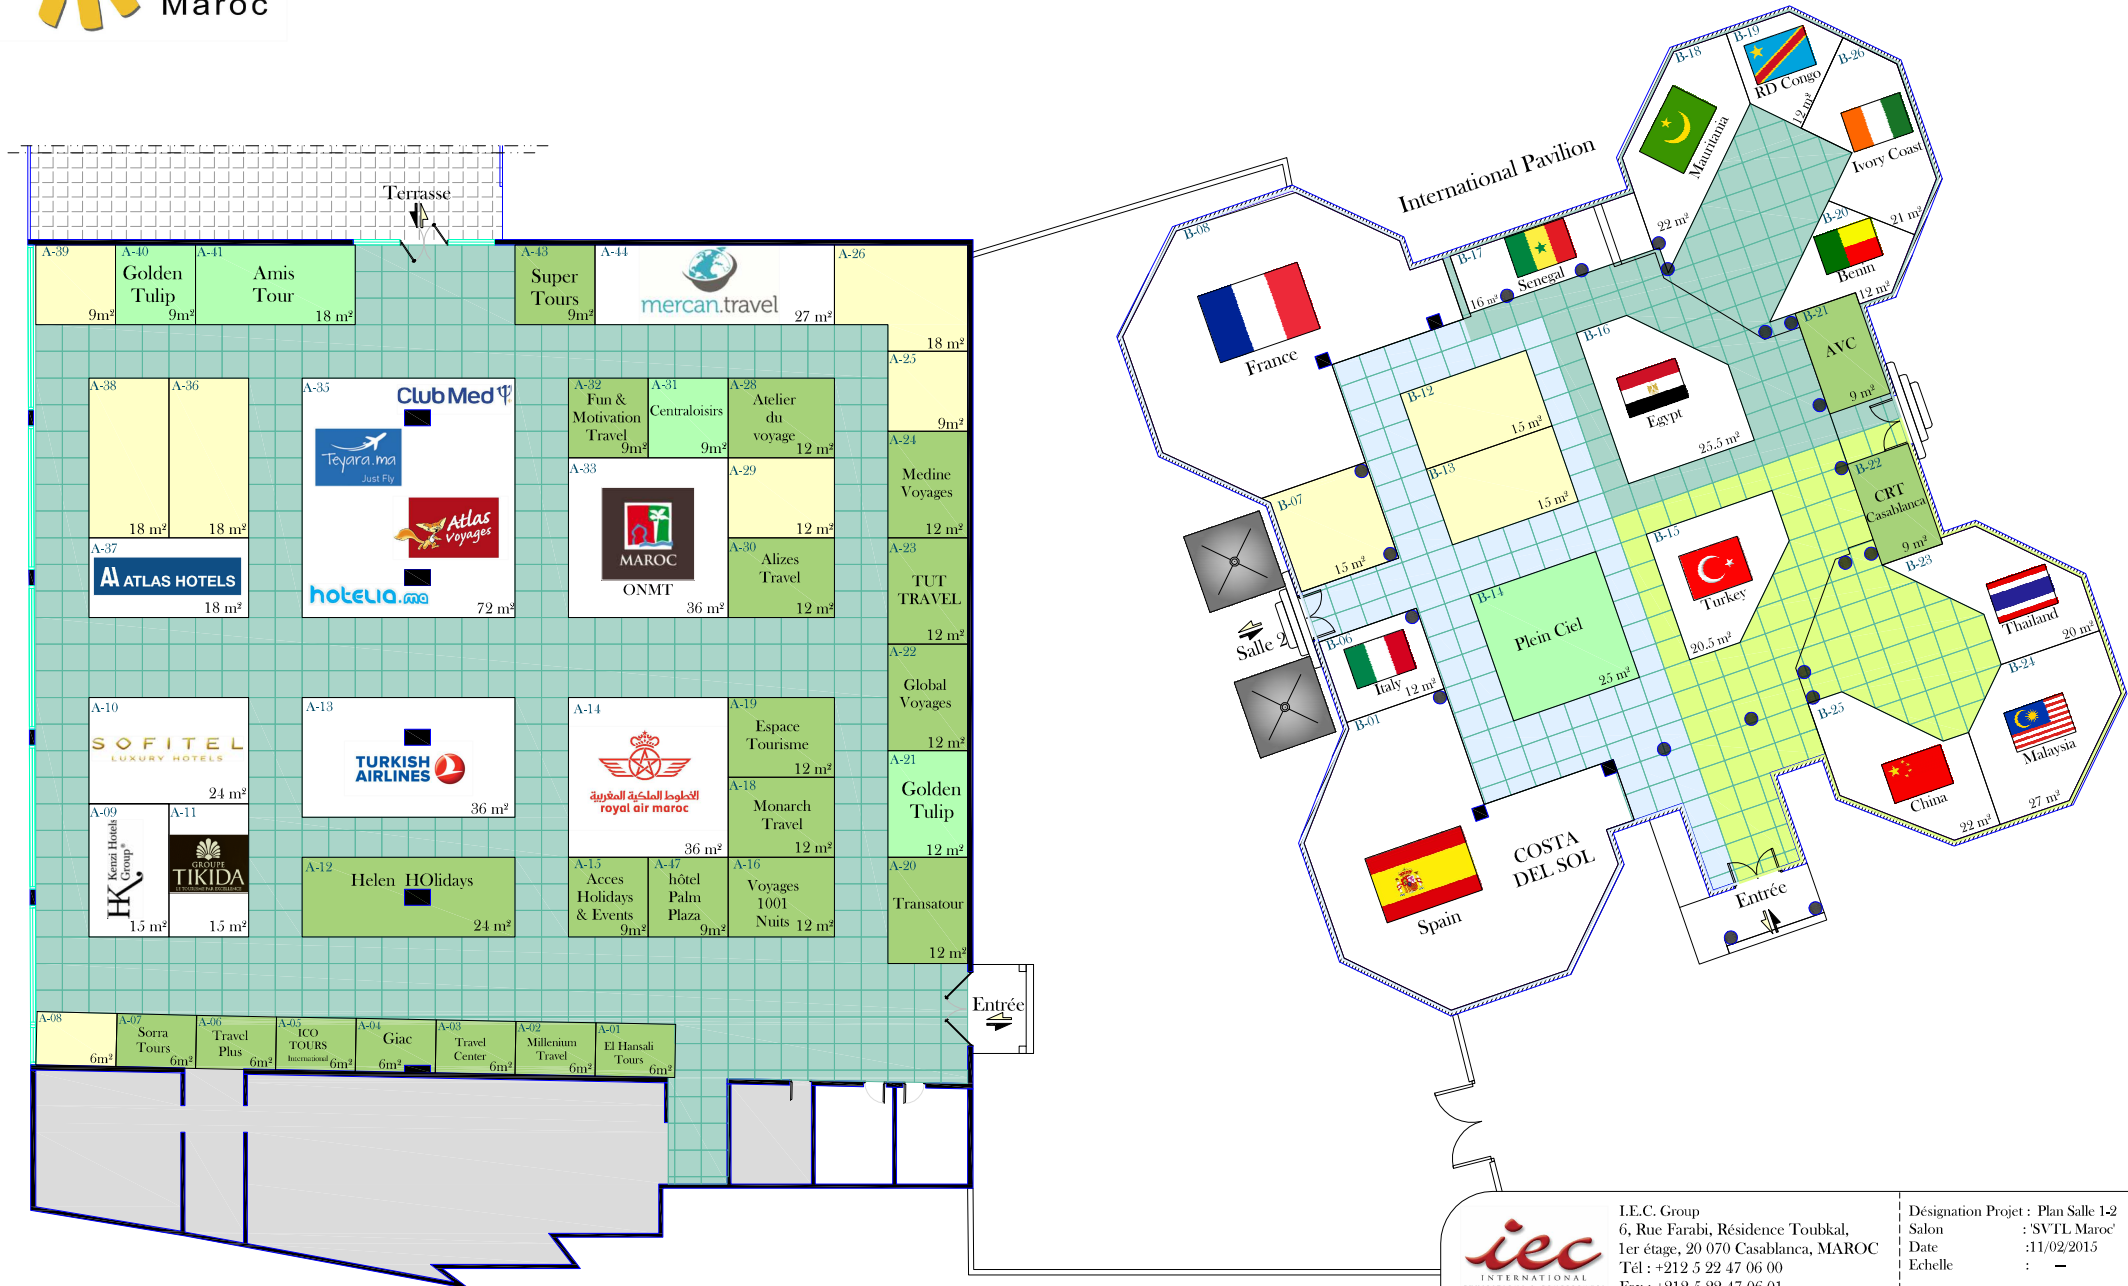 Maroc
Terrasse
A-39
9m²
A-40
Golden
Tulip
9m²
A-41
Amis
Tour
18 m²
A-43
Super
Tours
9m²
A-44
mercan.travel
27 m²
A-26
18 m²
A-25
9m²
A-38
18 m²
A-36
18 m²
A-37
ATLAS HOTELS
18 m²
A-35
Club Med
Teyara.ma
Just Fly
Atlas
Voyages
hotelia.ma
72 m²
A-32
Fun &
Motivation
Travel
9m²
A-31
Centraloisirs
9m²
A-28
Atelier
du
voyage
12 m²
A-33
MAROC
ONMT
36 m²
A-29
12 m²
A-30
Alizes
Travel
12 m²
A-24
Medine
Voyages
12 m²
A-23
TUT
TRAVEL
12 m²
A-22
Global
Voyages
12 m²
A-21
Golden
Tulip
12 m²
A-20
Transatour
12 m²
A-10
SOFITEL
LUXURY HOTELS
24 m²
A-09
HK Kenzi Hotels
Group®
15 m²
A-11
GROUPE
TIKIDA
LE TOURISME PAR EXCELLENCE
15 m²
A-13
TURKISH
AIRLINES
36 m²
A-12
Helen HOlidays
24 m²
A-14
الخطوط الملكية المغربية
royal air maroc
36 m²
A-19
Espace
Tourisme
12 m²
A-18
Monarch
Travel
12 m²
A-15
Acces
Holidays
& Events
9m²
A-47
hôtel
Palm
Plaza
9m²
A-16
Voyages
1001
Nuits
12 m²
Entrée
A-08
6m²
A-07
Sorra
Tours
6m²
A-06
Travel
Plus
6m²
A-05
ICO
TOURS
International
6m²
A-04
Giac
6m²
A-03
Travel
Center
6m²
A-02
Millenium
Travel
6m²
A-01
El Hansali
Tours
6m²
International Pavilion
B-08
France
B-17
Senegal
16 m²
B-18
Mauritania
22 m²
B-19
RD Congo
12 m²
B-26
Ivory Coast
21 m²
B-20
Benin
12 m²
B-21
AVC
9 m²
B-16
Egypt
25.5 m²
B-12
15 m²
B-13
15 m²
B-07
15 m²
B-22
CRT
Casablanca
9 m²
B-15
Turkey
20.5 m²
B-14
Plein Ciel
25 m²
Salle 2
B-06
Italy
12 m²
B-01
Spain
COSTA
DEL SOL
B-23
Thailand
20 m²
B-24
Malaysia
27 m²
B-25
China
22 m²
Entrée
iec
INTERNATIONAL
I.E.C. Group
6, Rue Farabi, Résidence Toubkal,
1er étage, 20 070 Casablanca, MAROC
Tél : +212 5 22 47 06 00
Fax : +212 5 22 47 06 01
Désignation Projet : Plan Salle 1-2
Salon : 'SVTL Maroc'
Date :11/02/2015
Echelle : –